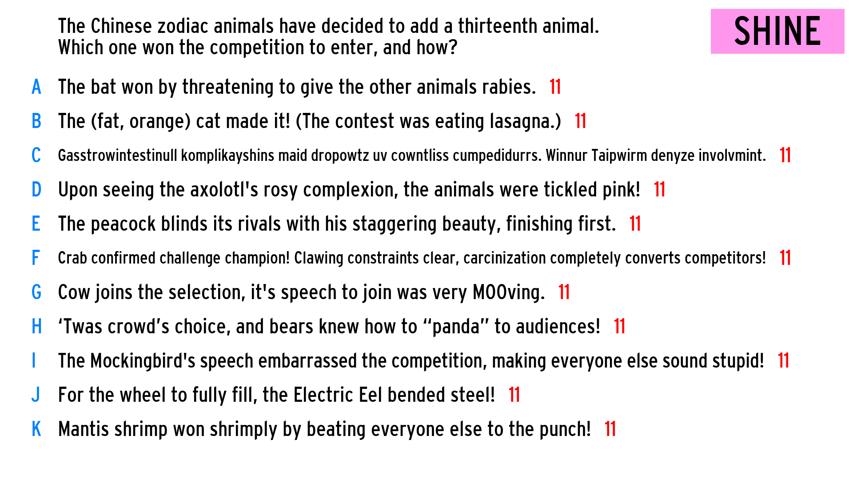 The Chinese zodiac animals have decided to add a thirteenth animal.
Which one won the competition to enter, and how?
SHINE
A The bat won by threatening to give the other animals rabies. 11
B The (fat, orange) cat made it! (The contest was eating lasagna.) 11
C Gasstrowintestinull komplikayshins maid dropowtz uv cowntliss cumpedidurrs. Winnur Taipwirm denyze involvmint. 11
D Upon seeing the axolotl's rosy complexion, the animals were tickled pink! 11
E The peacock blinds its rivals with his staggering beauty, finishing first. 11
F Crab confirmed challenge champion! Clawing constraints clear, carcinization completely converts competitors! 11
G Cow joins the selection, it's speech to join was very MOOving. 11
H ‘Twas crowd’s choice, and bears knew how to “panda” to audiences! 11
I The Mockingbird's speech embarrassed the competition, making everyone else sound stupid! 11
J For the wheel to fully fill, the Electric Eel bended steel! 11
K Mantis shrimp won shrimply by beating everyone else to the punch! 11